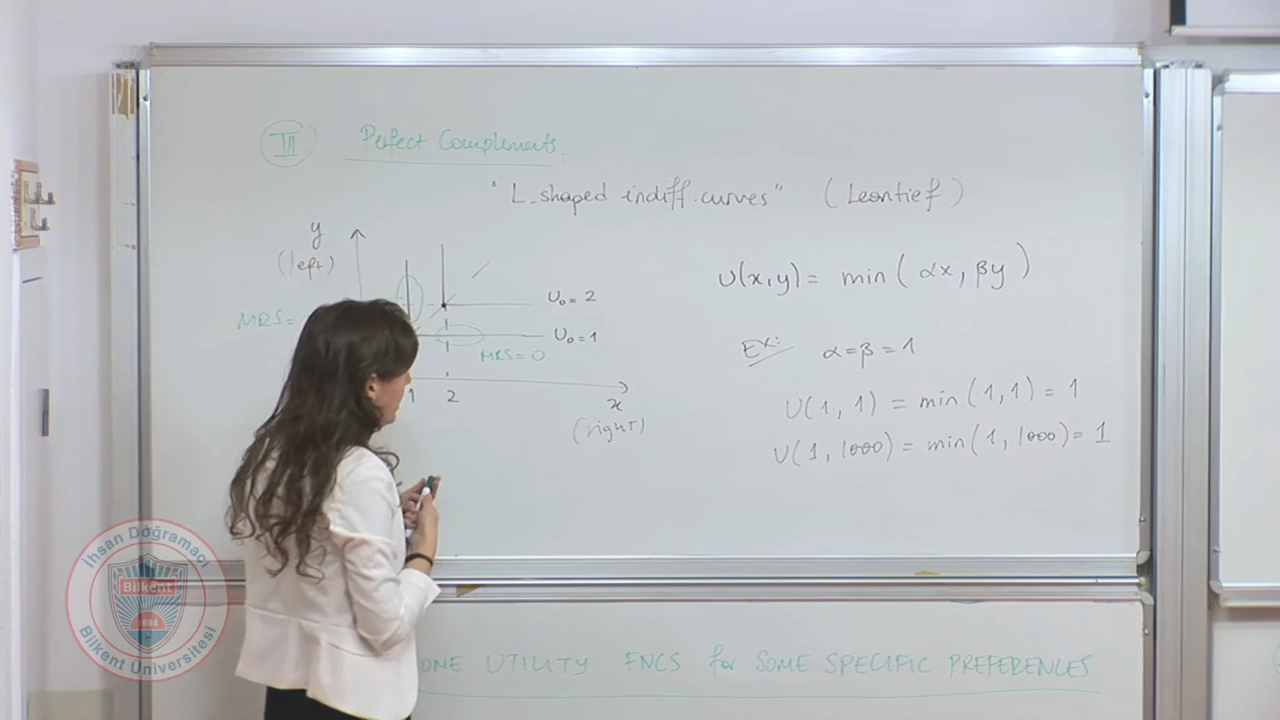 III Perfect Complements.
"L-shaped indiff. curves" (Leontief)
y
(left)
U(x,y) = min(αx, βy)
U₀ = 2
MRS=
U₀ = 1
MRS = 0
Ex: α = β = 1
1 2
x
(right)
U(1, 1) = min(1, 1) = 1
U(1, 1000) = min(1, 1000) = 1
İhsan Doğramacı
Bilkent
1984
Bilkent Üniversitesi
OME UTILITY FNCS for SOME SPECIFIC PREFERENCES